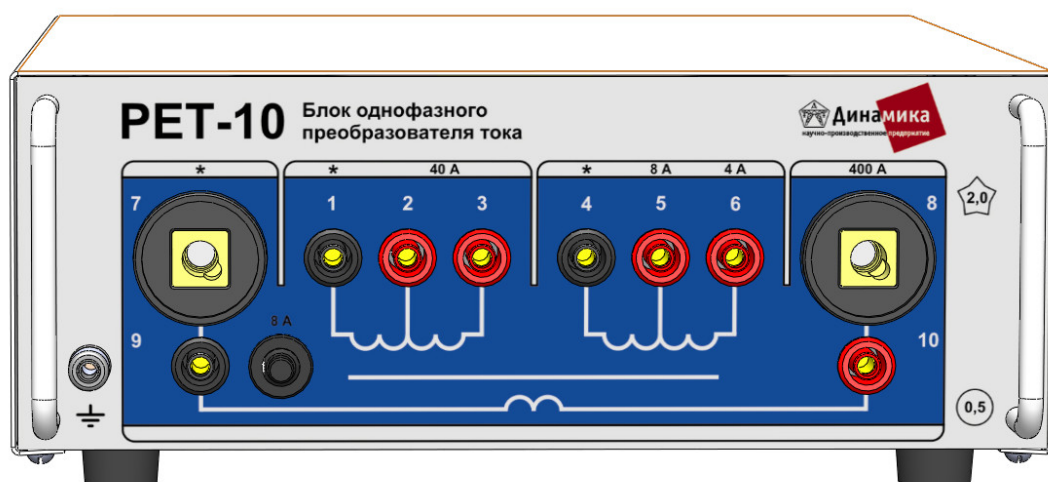 РЕТ-10
Блок однофазного
преобразователя тока
Динамика
научно-производственное предприятие
* * 40 А * 8 А 4 А 400 А
7 1 2 3 4 5 6 8
2,0
8 А
9 10
0,5